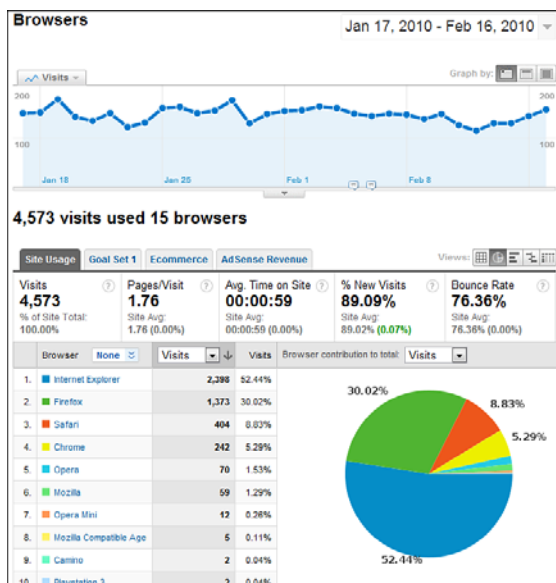 Browsers
Jan 17, 2010 - Feb 16, 2010
Visits
Graph by:
200
200
100
100
Jan 18
Jan 25
Feb 1
Feb 8
4,573 visits used 15 browsers
Site Usage Goal Set 1 Ecommerce AdSense Revenue
Views:
Visits Pages/Visit Avg. Time on Site % New Visits Bounce Rate
4,573 1.76 00:00:59 89.09% 76.36%
% of Site Total: Site Avg: Site Avg: Site Avg: Site Avg:
100.00% 1.76 (0.00%) 00:00:59 (0.00%) 89.02% (0.07%) 76.36% (0.00%)
Browser None Visits Visits Browser contribution to total: Visits
1. Internet Explorer 2,398 52.44%
2. Firefox 1,373 30.02%
3. Safari 404 8.83%
4. Chrome 242 5.29%
5. Opera 70 1.53%
6. Mozilla 59 1.29%
7. Opera Mini 12 0.26%
8. Mozilla Compatible Age 5 0.11%
9. Camino 2 0.04%
10. Playstation 3 2 0.04%
30.02%
8.83%
5.29%
52.44%